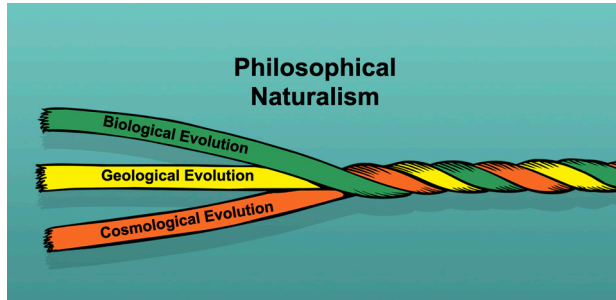 Philosophical
Naturalism
Biological Evolution
Geological Evolution
Cosmological Evolution